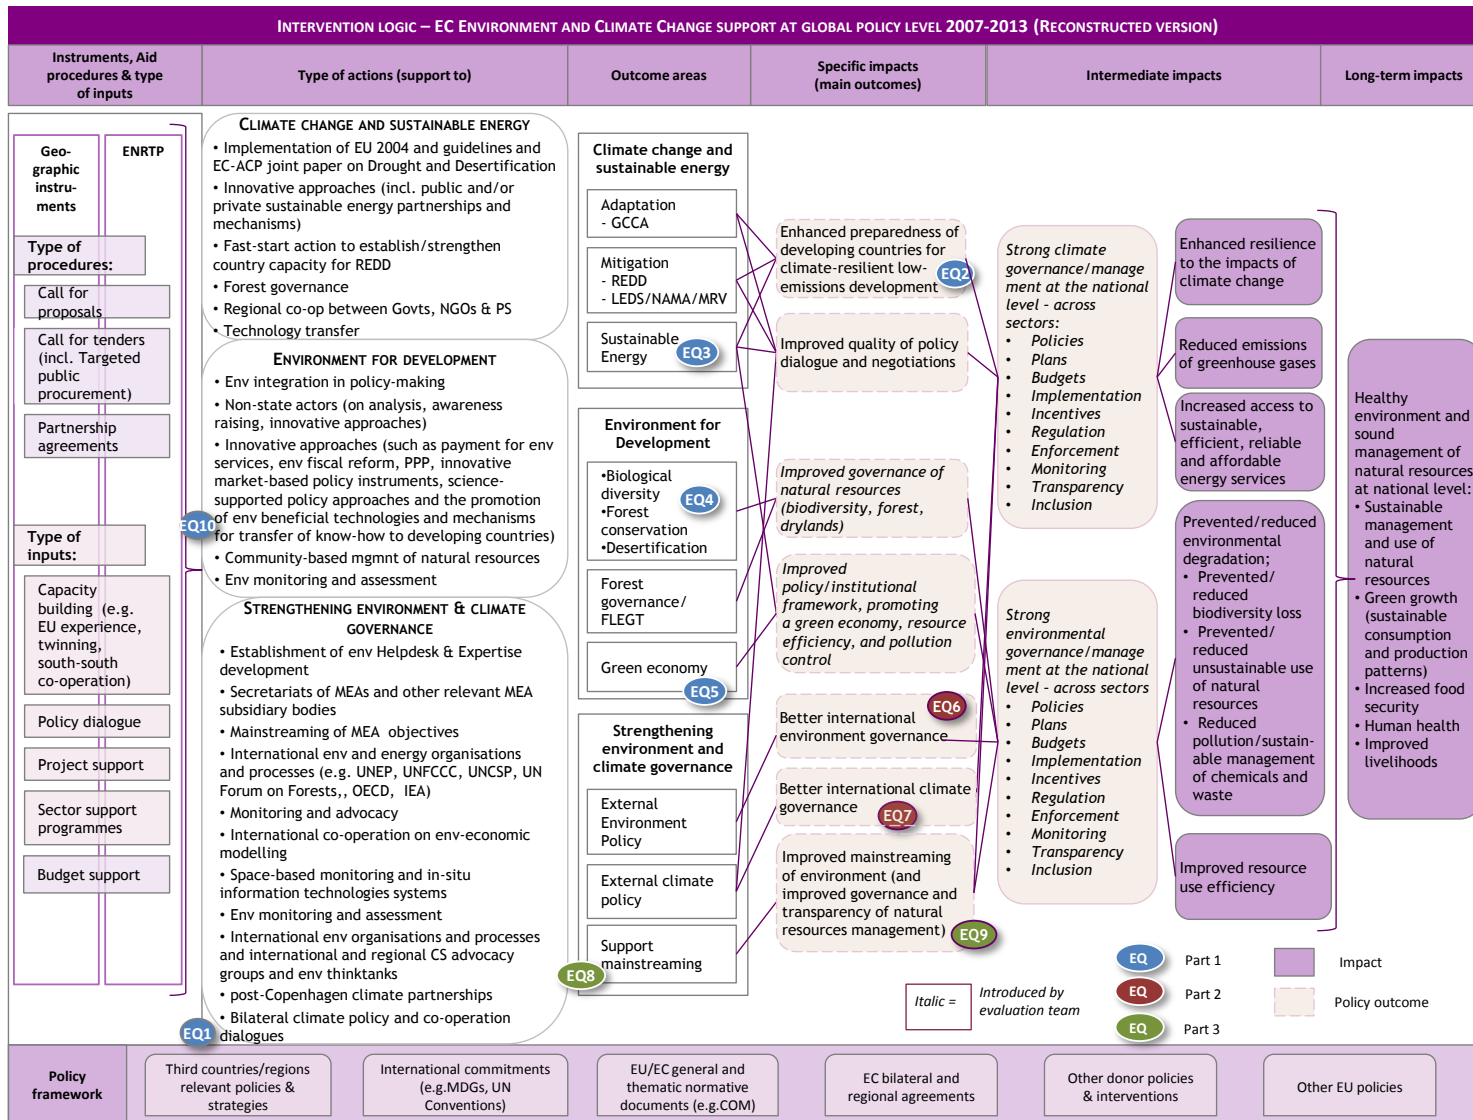 INTERVENTION LOGIC – EC ENVIRONMENT AND CLIMATE CHANGE SUPPORT AT GLOBAL POLICY LEVEL 2007-2013 (RECONSTRUCTED VERSION)
Instruments, Aid
procedures & type
of inputs
Type of actions (support to)
Outcome areas
Specific impacts
(main outcomes)
Intermediate impacts
Long-term impacts
Geo-
graphic
instru-
ments
ENRTP
Type of
procedures:
Call for
proposals
Call for tenders
(incl. Targeted
public
procurement)
Partnership
agreements
Type of
inputs:
Capacity
building (e.g.
EU experience,
twinning,
south-south
co-operation)
Policy dialogue
Project support
Sector support
programmes
Budget support
CLIMATE CHANGE AND SUSTAINABLE ENERGY
• Implementation of EU 2004 and guidelines and
EC-ACP joint paper on Drought and Desertification
• Innovative approaches (incl. public and/or
private sustainable energy partnerships and
mechanisms)
• Fast-start action to establish/strengthen
country capacity for REDD
• Forest governance
• Regional co-op between Govts, NGOs & PS
• Technology transfer
ENVIRONMENT FOR DEVELOPMENT
• Env integration in policy-making
• Non-state actors (on analysis, awareness
raising, innovative approaches)
• Innovative approaches (such as payment for env
services, env fiscal reform, PPP, innovative
market-based policy instruments, science-
supported policy approaches and the promotion
of env beneficial technologies and mechanisms
for transfer of know-how to developing countries)
• Community-based mgmnt of natural resources
• Env monitoring and assessment
EQ10
STRENGTHENING ENVIRONMENT & CLIMATE
GOVERNANCE
• Establishment of env Helpdesk & Expertise
development
• Secretariats of MEAs and other relevant MEA
subsidiary bodies
• Mainstreaming of MEA objectives
• International env and energy organisations
and processes (e.g. UNEP, UNFCCC, UNCSP, UN
Forum on Forests,, OECD, IEA)
• Monitoring and advocacy
• International co-operation on env-economic
modelling
• Space-based monitoring and in-situ
information technologies systems
• Env monitoring and assessment
• International env organisations and processes
and international and regional CS advocacy
groups and env thinktanks
• post-Copenhagen climate partnerships
• Bilateral climate policy and co-operation
dialogues
EQ1
Climate change and
sustainable energy
Adaptation
- GCCA
Mitigation
- REDD
- LEDS/NAMA/MRV
Sustainable
Energy
EQ3
Environment for
Development
•Biological
diversity
•Forest
conservation
•Desertification
EQ4
Forest
governance/
FLEGT
Green economy
EQ5
Strengthening
environment and
climate governance
External
Environment
Policy
External climate
policy
Support
mainstreaming
EQ8
Enhanced preparedness of
developing countries for
climate-resilient low-
emissions development
EQ2
Improved quality of policy
dialogue and negotiations
Improved governance of
natural resources
(biodiversity, forest,
drylands)
Improved
policy/institutional
framework, promoting
a green economy, resource
efficiency, and pollution
control
EQ6
Better international
environment governance
Better international climate
governance
EQ7
Improved mainstreaming
of environment (and
improved governance and
transparency of natural
resources management)
EQ9
Strong climate
governance/manage
ment at the national
level - across
sectors:
• Policies
• Plans
• Budgets
• Implementation
• Incentives
• Regulation
• Enforcement
• Monitoring
• Transparency
• Inclusion
Strong
environmental
governance/manage
ment at the national
level - across sectors
• Policies
• Plans
• Budgets
• Implementation
• Incentives
• Regulation
• Enforcement
• Monitoring
• Transparency
• Inclusion
Enhanced resilience
to the impacts of
climate change
Reduced emissions
of greenhouse gases
Increased access to
sustainable,
efficient, reliable
and affordable
energy services
Prevented/reduced
environmental
degradation;
• Prevented/
reduced
biodiversity loss
• Prevented/
reduced
unsustainable use of
natural
resources
• Reduced
pollution/sustain-
able management
of chemicals and
waste
Improved resource
use efficiency
Healthy
environment and
sound
management of
natural resources
at national level:
• Sustainable
management
and use of
natural
resources
• Green growth
(sustainable
consumption
and production
patterns)
• Increased food
security
• Human health
• Improved
livelihoods
Italic =
Introduced by
evaluation team
EQ
Part 1
EQ
Part 2
EQ
Part 3
Impact
Policy outcome
Policy
framework
Third countries/regions
relevant policies &
strategies
International commitments
(e.g.MDGs, UN
Conventions)
EU/EC general and
thematic normative
documents (e.g.COM)
EC bilateral and
regional agreements
Other donor policies
& interventions
Other EU policies